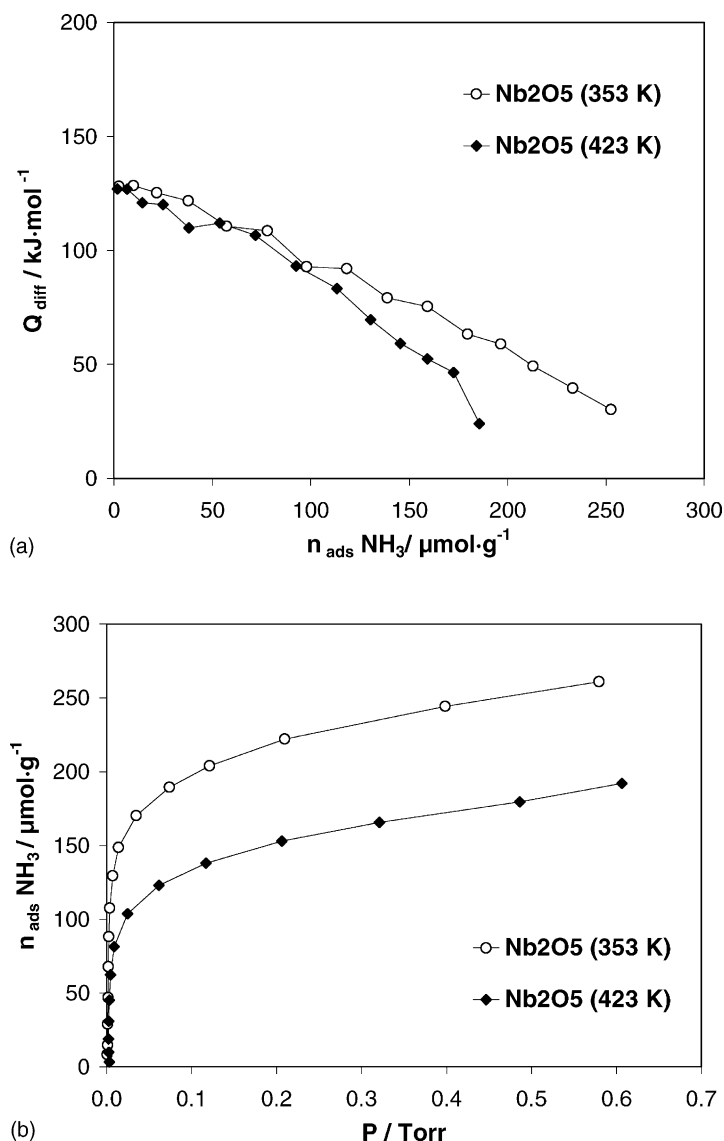 200
150
100
50
0
Q diff / kJ·mol-1
Nb2O5 (353 K)
Nb2O5 (423 K)
0 50 100 150 200 250 300
n ads NH3/ µmol·g-1
(a)
300
250
200
150
100
50
0
n ads NH3 / µmol·g-1
Nb2O5 (353 K)
Nb2O5 (423 K)
0.0 0.1 0.2 0.3 0.4 0.5 0.6 0.7
P / Torr
(b)